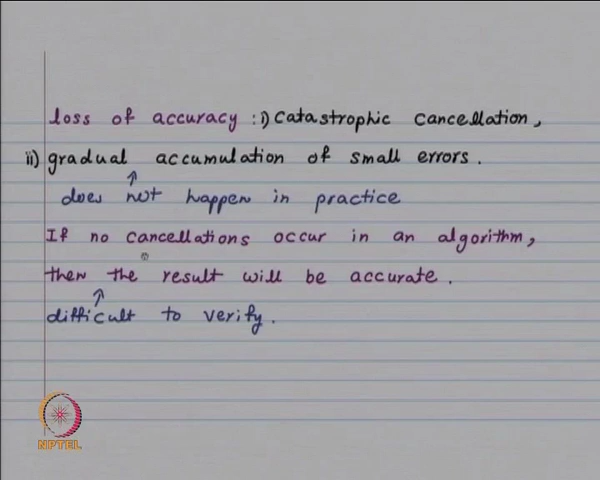 loss of accuracy : i) Catastrophic Cancellation,
ii) gradual accumulation of small errors.
↑
does not happen in practice
If no cancellations occur in an algorithm,
then the result will be accurate.
↑
difficult to verify.
NPTEL